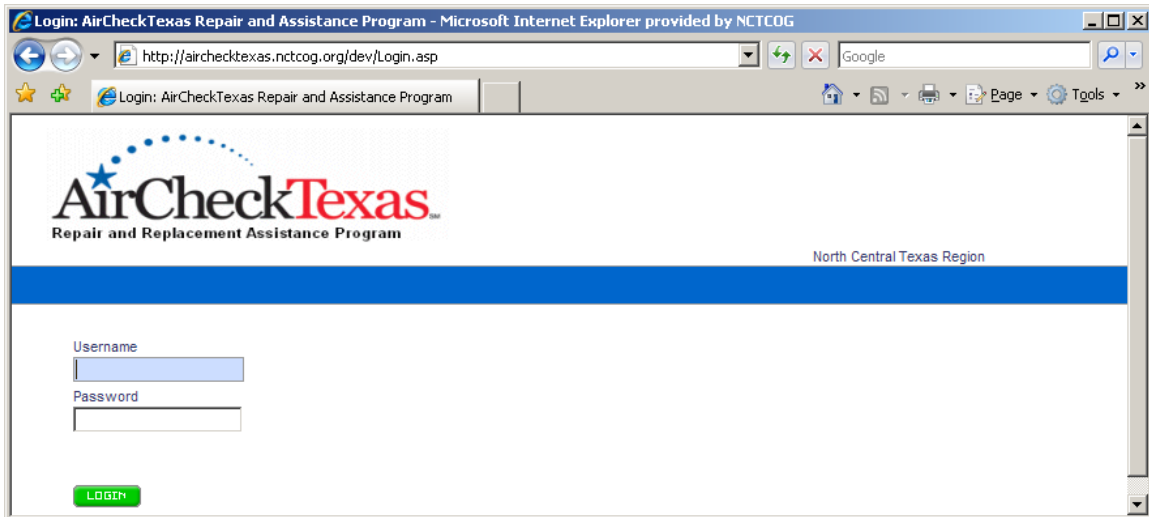 Login: AirCheckTexas Repair and Assistance Program - Microsoft Internet Explorer provided by NCTCOG
http://airchecktexas.nctcog.org/dev/Login.asp
Google
Login: AirCheckTexas Repair and Assistance Program
Page
Tools
»
AirCheckTexas SM
Repair and Replacement Assistance Program
North Central Texas Region
Username
Password
LOGIN